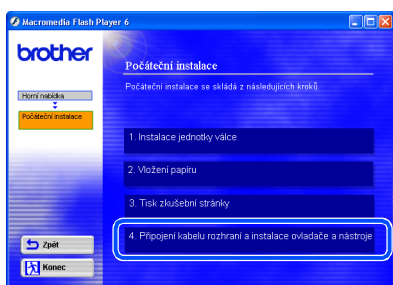 Macromedia Flash Player 6
brother
Počáteční instalace
Počáteční instalace se skládá z následujících kroků.
Horní nabídka
Počáteční instalace
1. Instalace jednotky válce
2. Vložení papíru
3. Tisk zkušební stránky
4. Připojení kabelu rozhraní a instalace ovladače a nástroje
Zpět
Konec